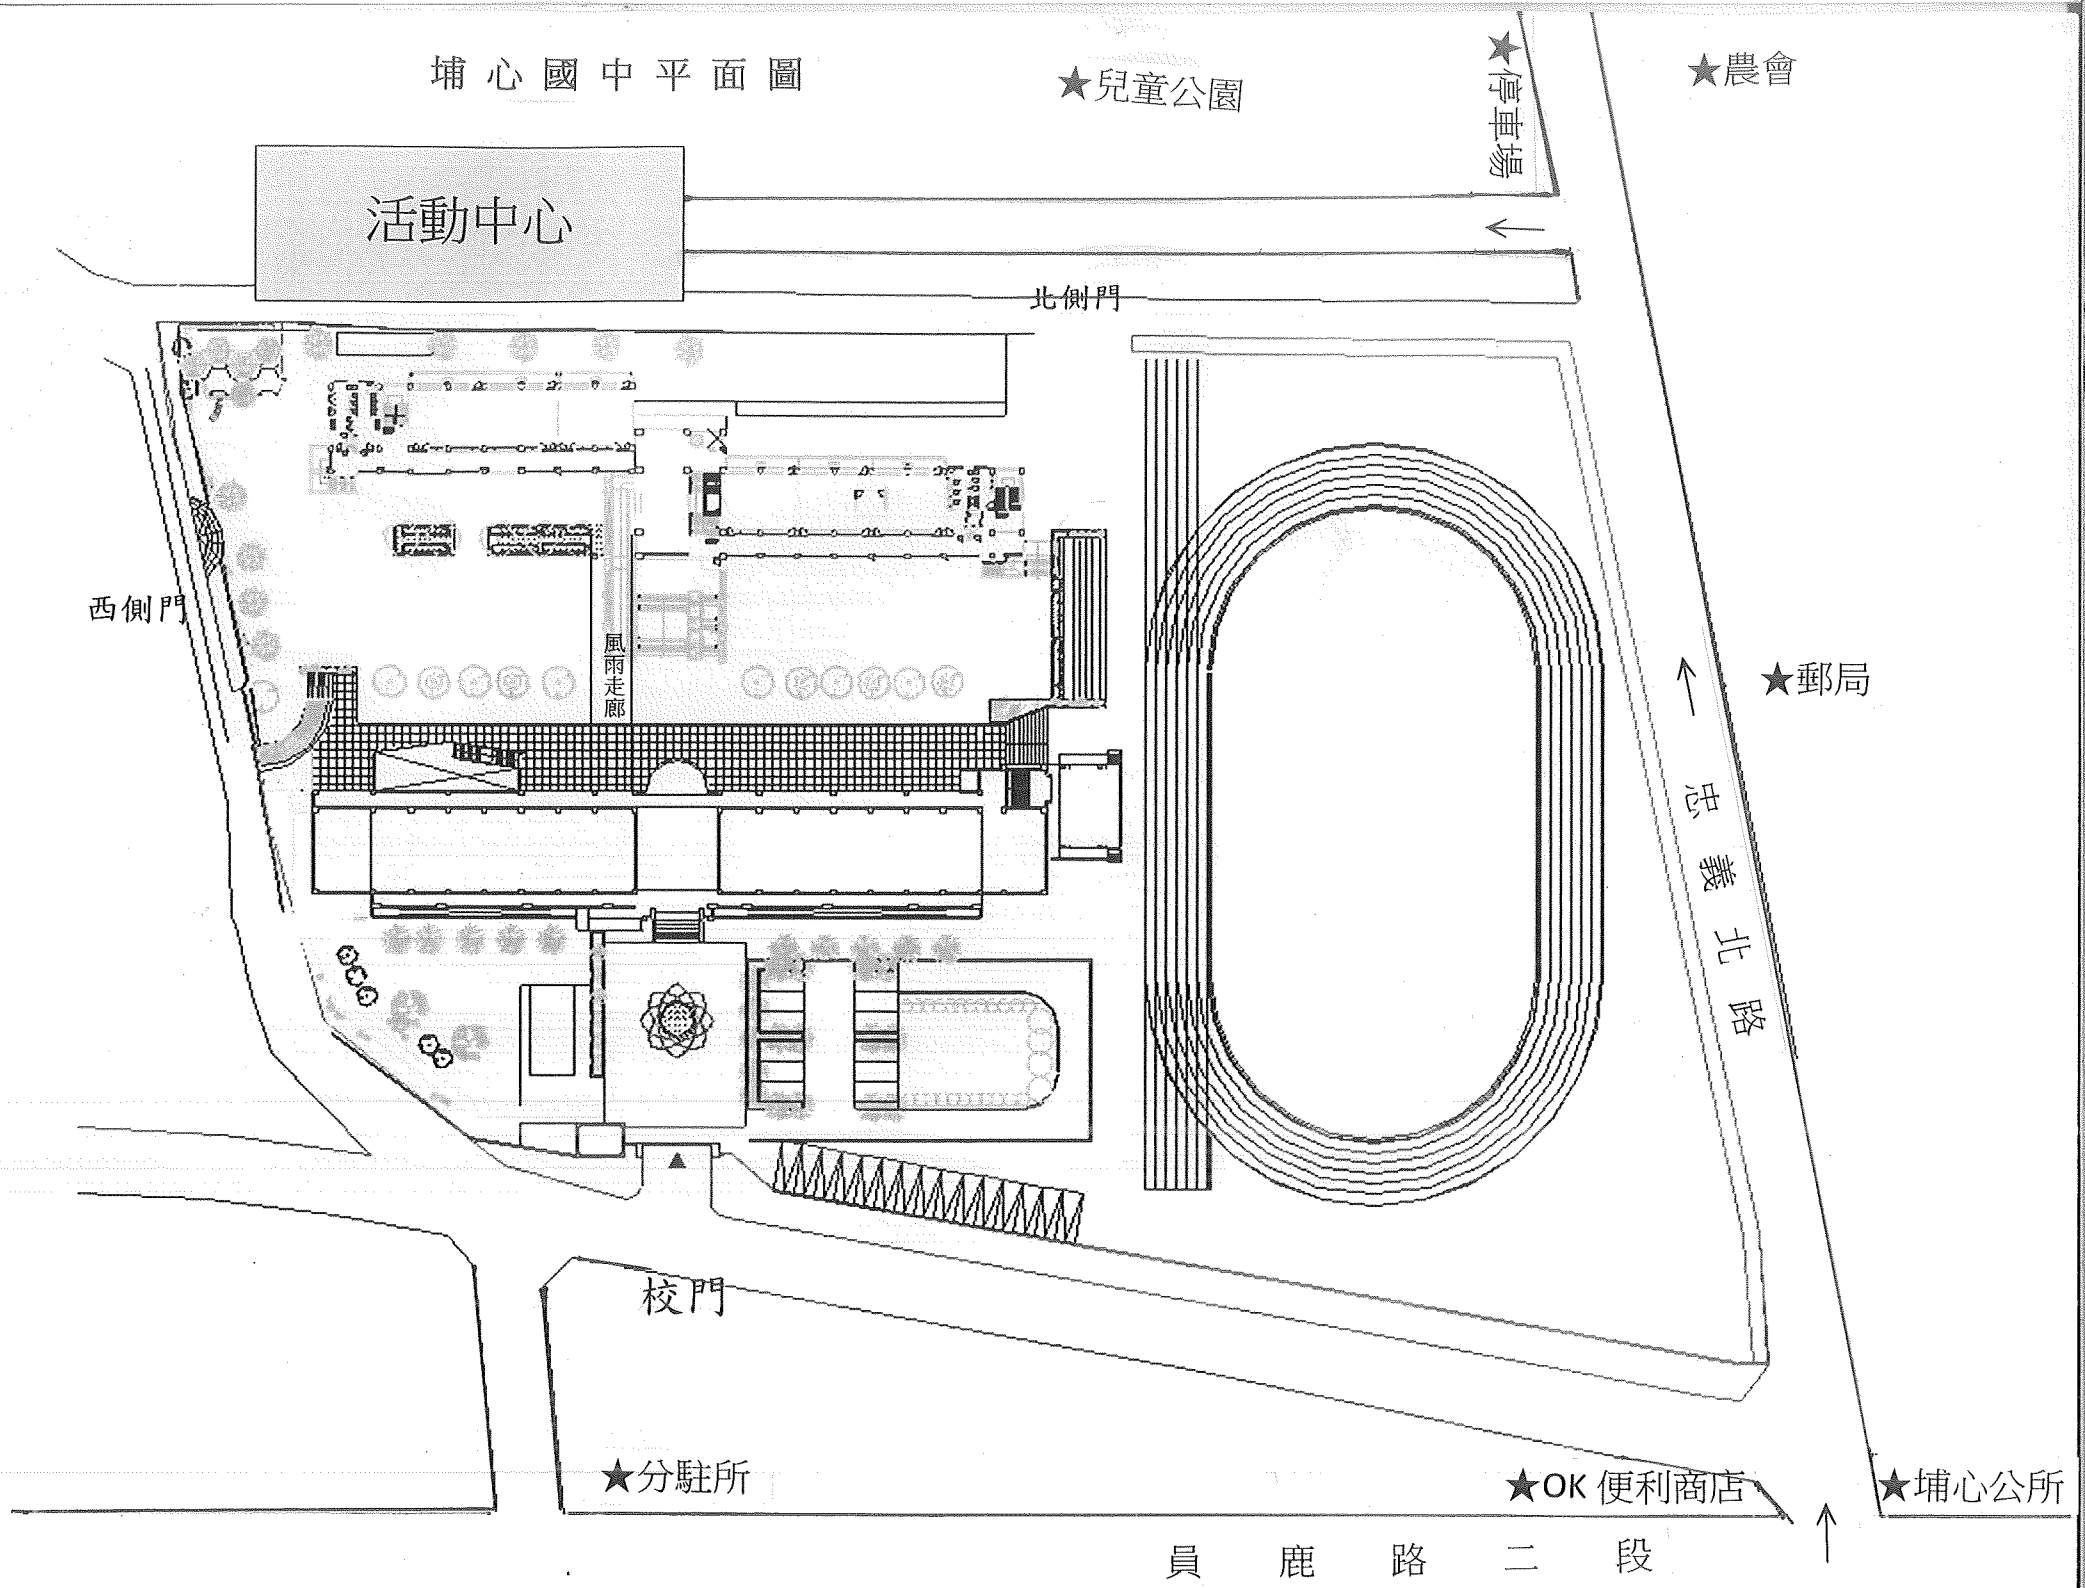 埔心國中平面圖
★兒童公園
★停車場
★農會
活動中心
北側門
西側門
風雨走廊
★郵局
忠義北路
校門
★分駐所
★OK 便利商店
★埔心公所
員鹿路二段